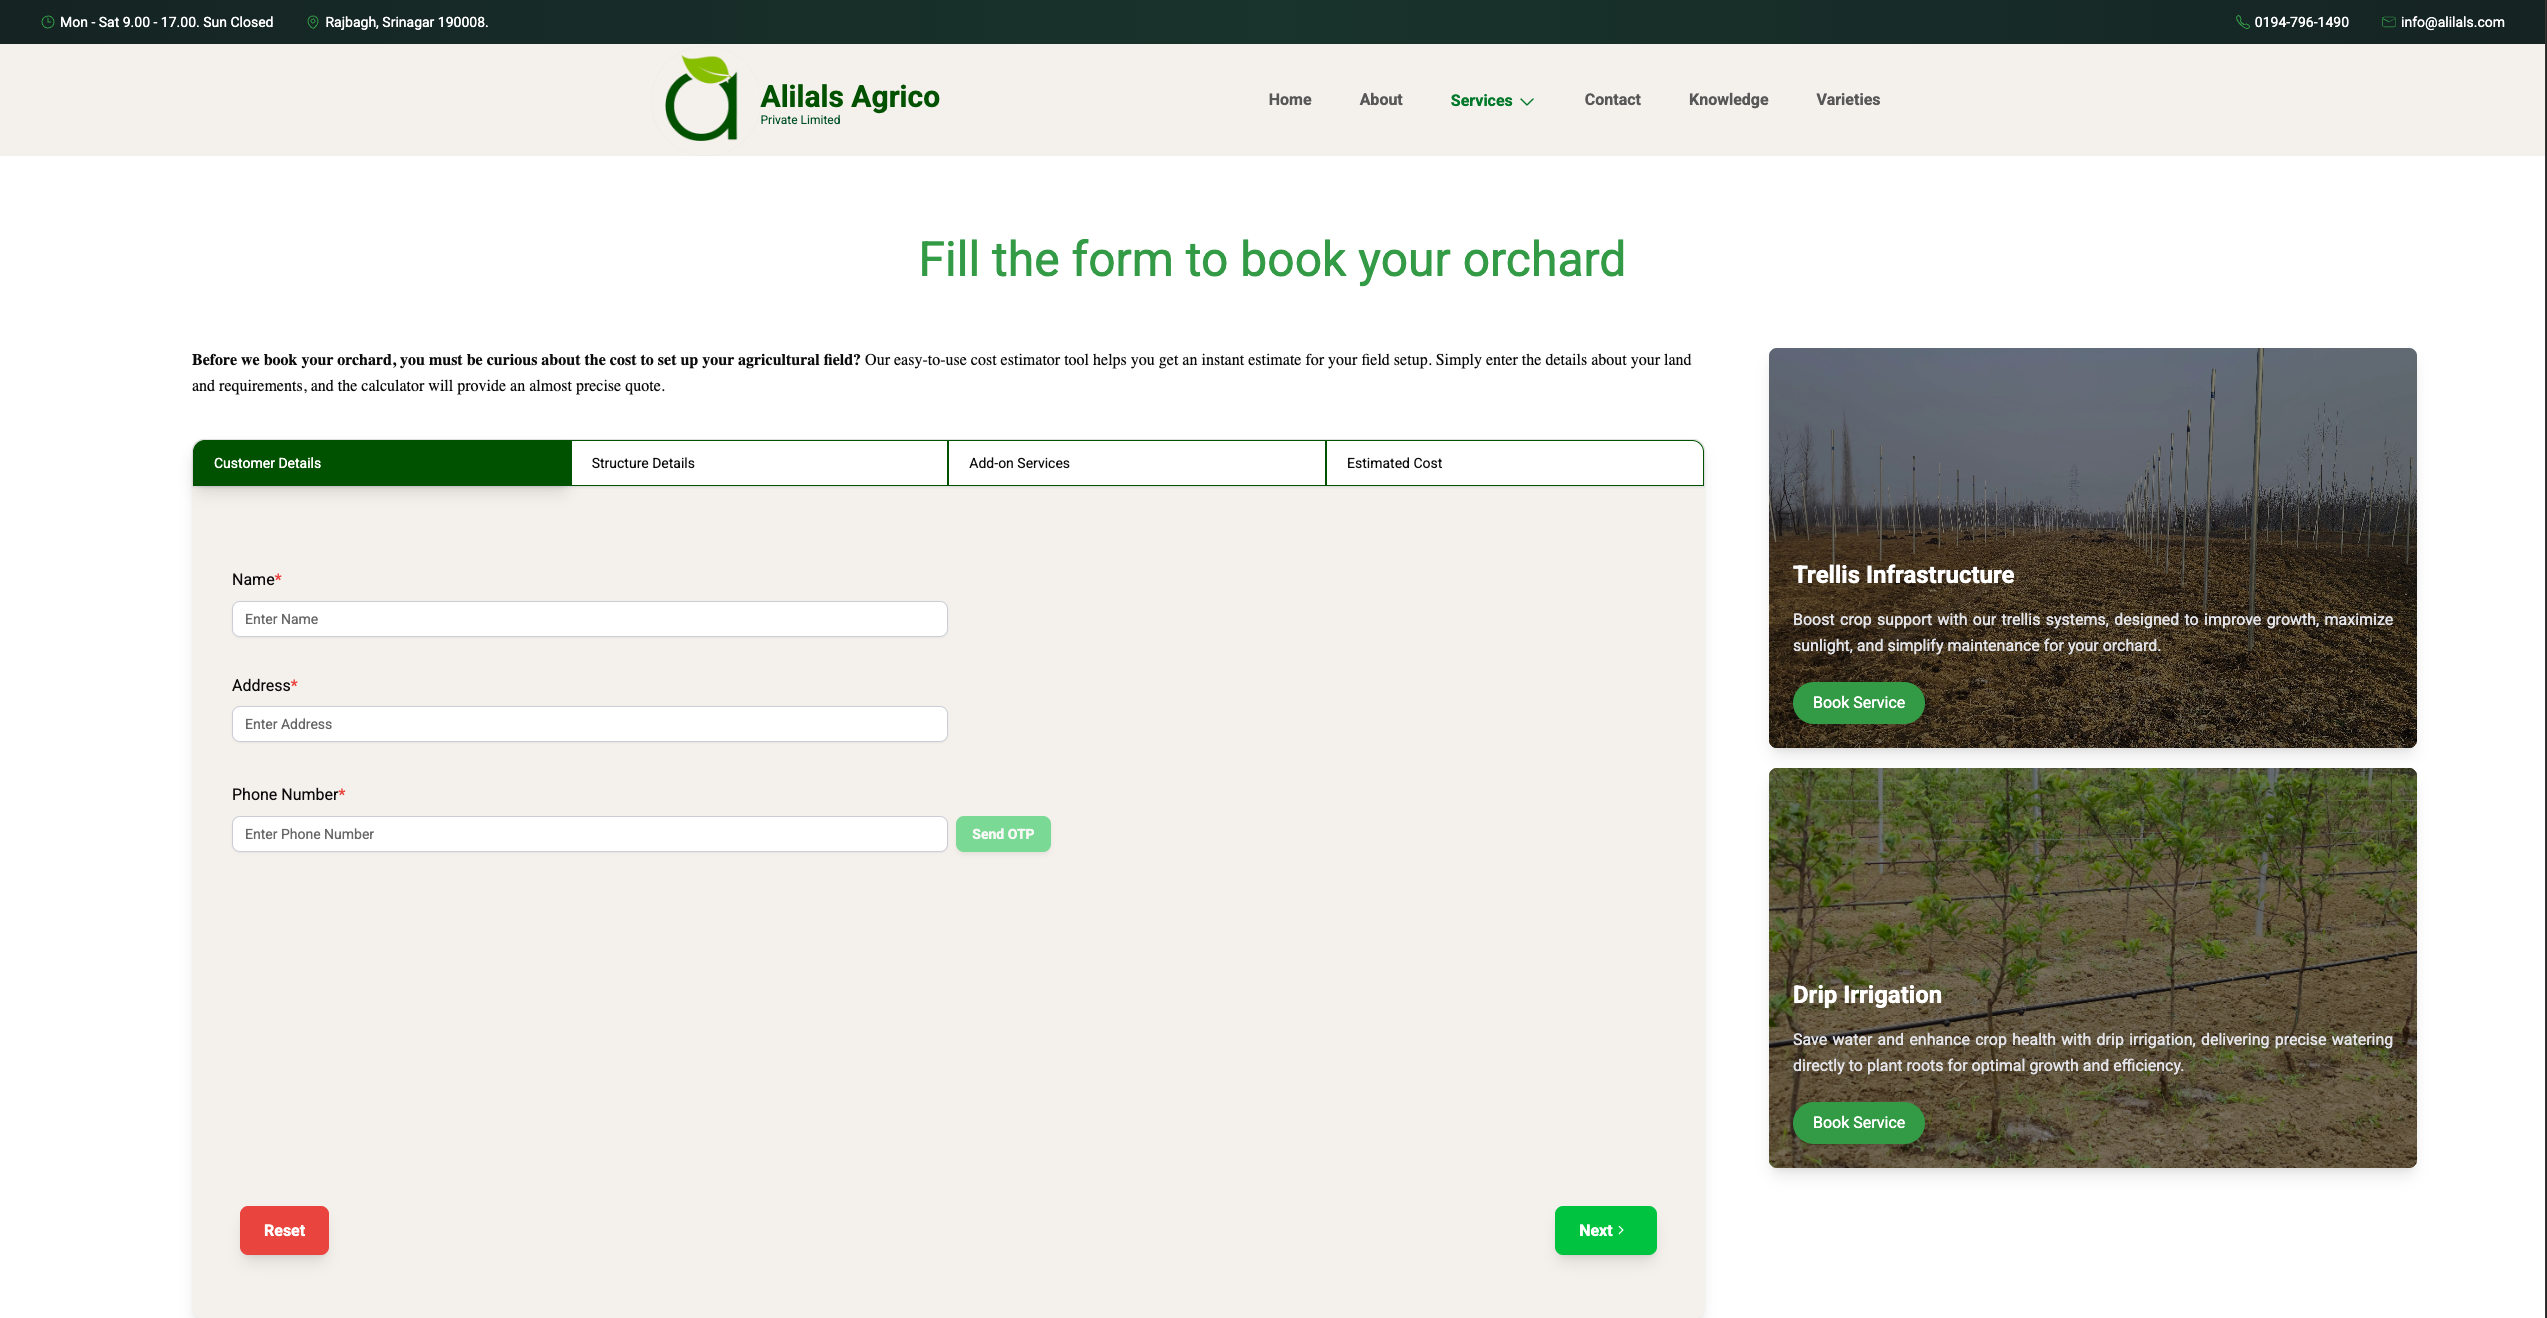 Mon - Sat 9.00 - 17.00. Sun Closed
Rajbagh, Srinagar 190008.
0194-796-1490
info@alilals.com
Alilals Agrico
Private Limited
Home
About
Services
Contact
Knowledge
Varieties
Fill the form to book your orchard
Before we book your orchard, you must be curious about the cost to set up your agricultural field? Our easy-to-use cost estimator tool helps you get an instant estimate for your field setup. Simply enter the details about your land
and requirements, and the calculator will provide an almost precise quote.
Customer Details
Structure Details
Add-on Services
Estimated Cost
Name*
Enter Name
Address*
Enter Address
Phone Number*
Enter Phone Number
Send OTP
Reset
Next
Trellis Infrastructure
Boost crop support with our trellis systems, designed to improve growth, maximize
sunlight, and simplify maintenance for your orchard.
Book Service
Drip Irrigation
Save water and enhance crop health with drip irrigation, delivering precise watering
directly to plant roots for optimal growth and efficiency.
Book Service